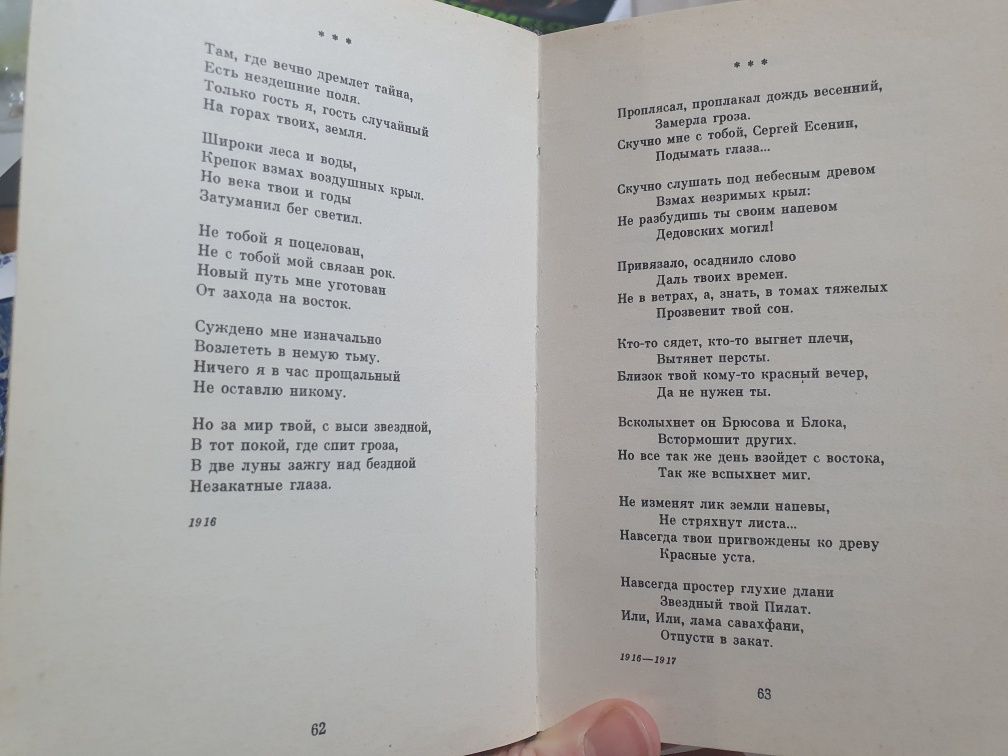 * * *
Там, где вечно дремлет тайна,
Есть нездешние поля.
Только гость я, гость случайный
На горах твоих, земля.
Широки леса и воды,
Крепок взмах воздушных крыл.
Но века твои и годы
Затуманил бег светил.
Не тобой я поцелован,
Не с тобой мой связан рок.
Новый путь мне уготован
От захода на восток.
Суждено мне изначально
Возлететь в немую тьму.
Ничего я в час прощальный
Не оставлю никому.
Но за мир твой, с выси звездной,
В тот покой, где спит гроза,
В две луны зажгу над бездной
Незакатные глаза.
1916
62
* * *
Проплясал, проплакал дождь весенний,
Замерла гроза.
Скучно мне с тобой, Сергей Есенин,
Подымать глаза...
Скучно слушать под небесным древом
Взмах незримых крыл:
Не разбудишь ты своим напевом
Дедовских могил!
Привязало, осаднило слово
Даль твоих времен.
Не в ветрах, а, знать, в томах тяжелых
Прозвенит твой сон.
Кто-то сядет, кто-то выгнет плечи,
Вытянет персты.
Близок твой кому-то красный вечер,
Да не нужен ты.
Всколыхнет он Брюсова и Блока,
Встормошит других.
Но все так же день взойдет с востока,
Так же вспыхнет миг.
Не изменят лик земли напевы,
Не стряхнут листа...
Навсегда твои пригвождены ко древу
Красные уста.
Навсегда простер глухие длани
Звездный твой Пилат.
Или, Или, лама савахфани,
Отпусти в закат.
1916—1917
63